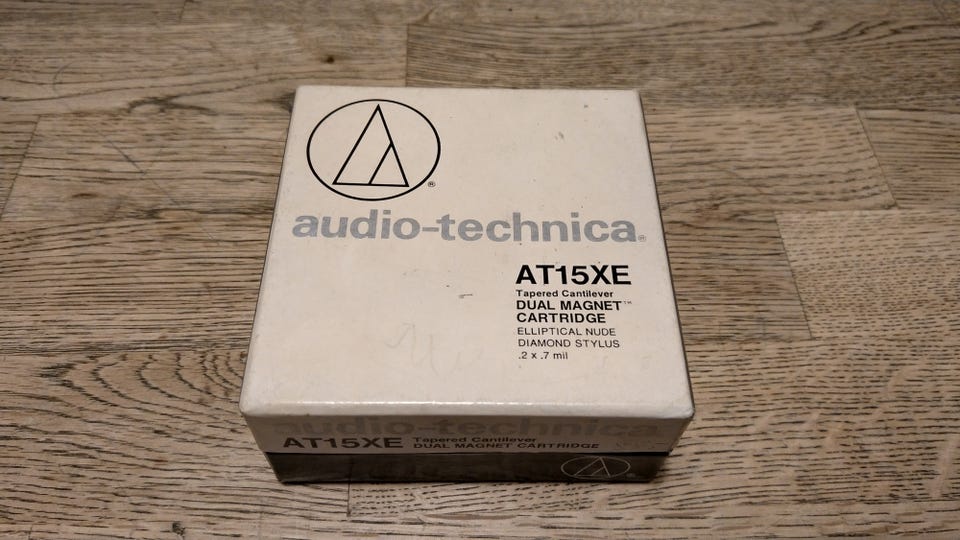 audio-technica®
AT15XE
Tapered Cantilever
DUAL MAGNET™
CARTRIDGE
ELLIPTICAL NUDE
DIAMOND STYLUS
.2 x .7 mil
audio-technica
AT15XE Tapered Cantilever
DUAL MAGNET CARTRIDGE